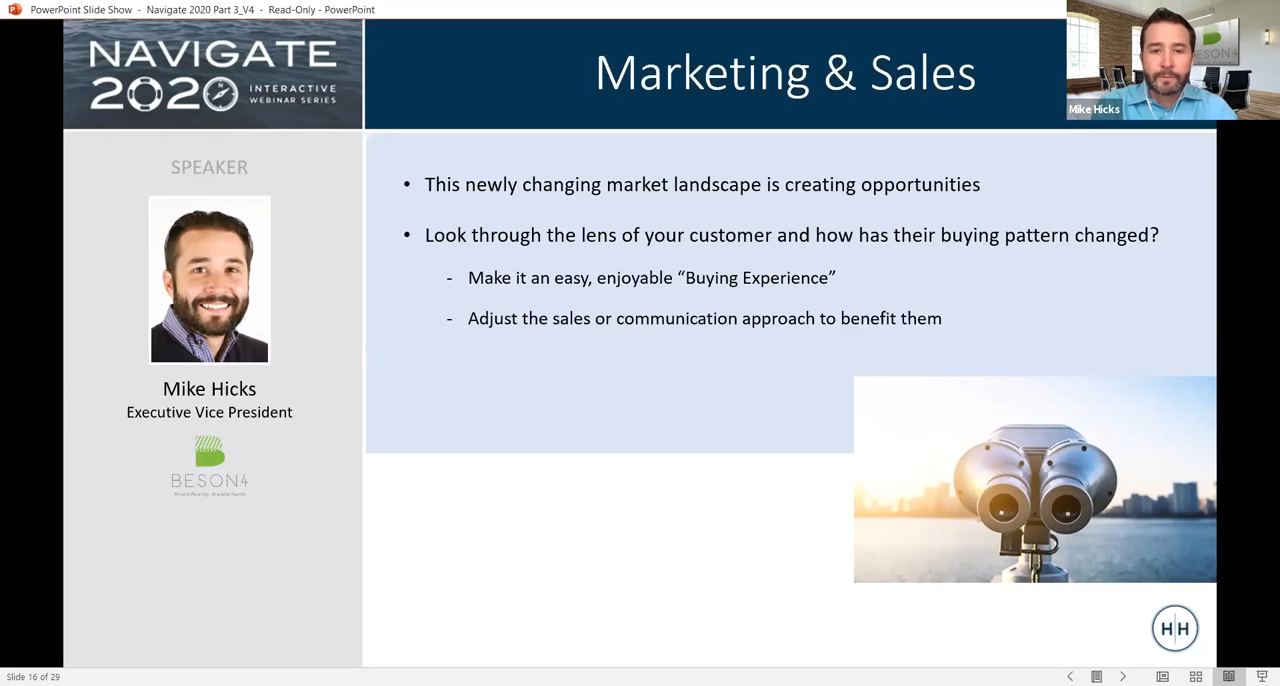 PowerPoint Slide Show - Navigate 2020 Part 3_V4 - Read-Only - PowerPoint
NAVIGATE
2020 INTERACTIVE
WEBINAR SERIES
Marketing & Sales
BESON4
Mike Hicks
SPEAKER
Mike Hicks
Executive Vice President
BESON4
• This newly changing market landscape is creating opportunities
• Look through the lens of your customer and how has their buying pattern changed?
- Make it an easy, enjoyable “Buying Experience”
- Adjust the sales or communication approach to benefit them
H|H
Slide 16 of 29